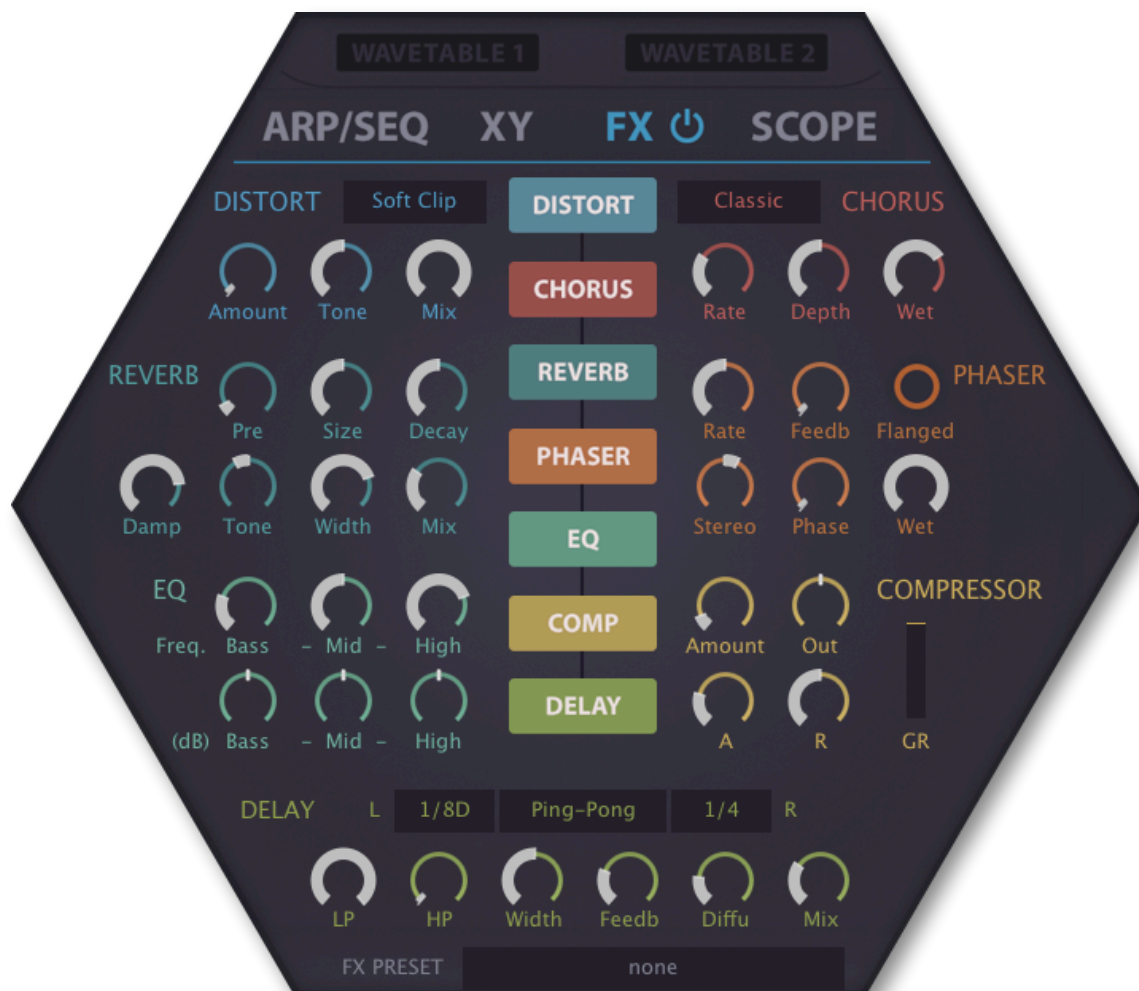 WAVETABLE 1 WAVETABLE 2
ARP/SEQ XY FX SCOPE
DISTORT Soft Clip DISTORT Classic CHORUS
Amount Tone Mix CHORUS Rate Depth Wet
REVERB REVERB PHASER
Pre Size Decay Rate Feedb Flanged
PHASER
Damp Tone Width Mix Stereo Phase Wet
EQ
EQ COMPRESSOR
Freq. Bass – Mid – High COMP Amount Out
DELAY
(dB) Bass – Mid – High A R GR
DELAY L 1/8D Ping-Pong 1/4 R
LP HP Width Feedb Diffu Mix
FX PRESET none